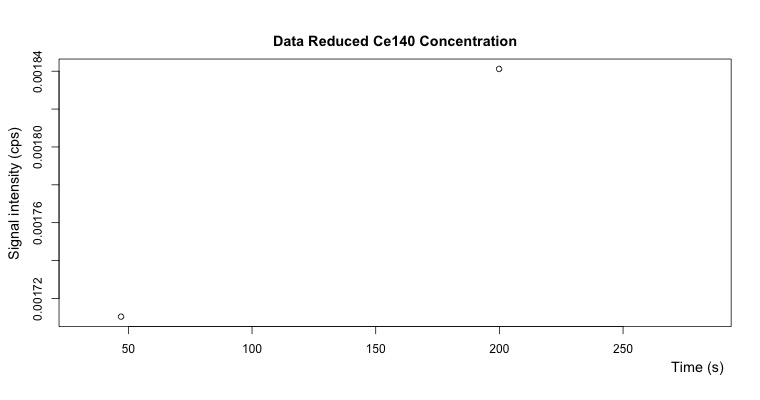 Data Reduced Ce140 Concentration
Signal intensity (cps)
0.00184
0.00180
0.00176
0.00172
50 100 150 200 250
Time (s)